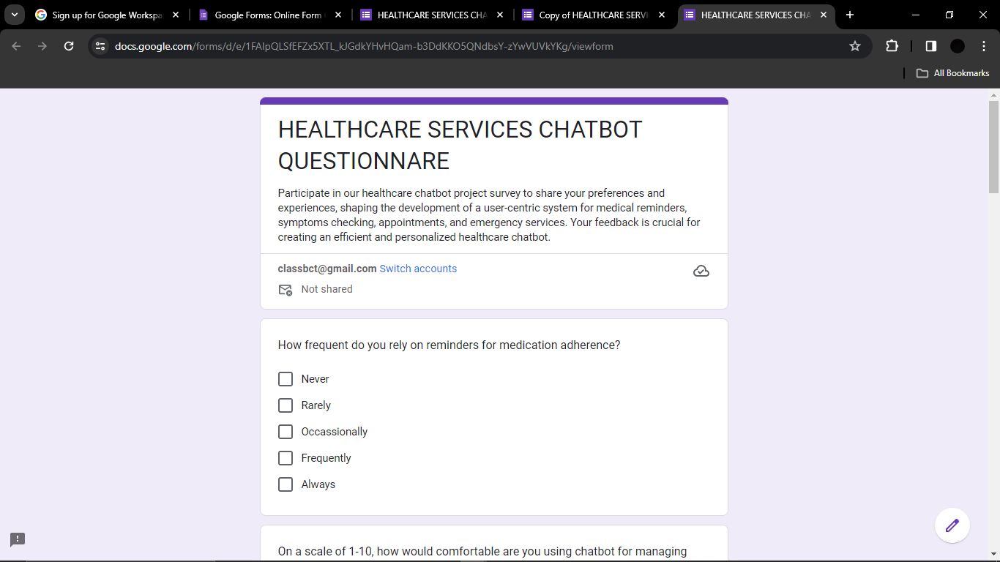 Sign up for Google Workspa
Google Forms: Online Form
HEALTHCARE SERVICES CHA
Copy of HEALTHCARE SERVI
HEALTHCARE SERVICES CHA
docs.google.com/forms/d/e/1FAIpQLSfEFZx5XTL_kJGdkYHvHQam-b3DdKKO5QNdbsY-zYwVUVkYKg/viewform
All Bookmarks
HEALTHCARE SERVICES CHATBOT
QUESTIONNARE
Participate in our healthcare chatbot project survey to share your preferences and
experiences, shaping the development of a user-centric system for medical reminders,
symptoms checking, appointments, and emergency services. Your feedback is crucial for
creating an efficient and personalized healthcare chatbot.
classbct@gmail.com Switch accounts
Not shared
How frequent do you rely on reminders for medication adherence?
Never
Rarely
Occassionally
Frequently
Always
On a scale of 1-10, how would comfortable are you using chatbot for managing